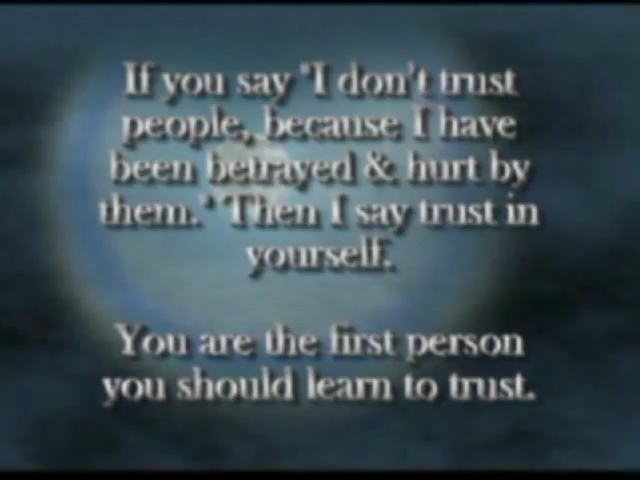 If you say 'I don't trust
people, because I have
been betrayed & hurt by
them.' Then I say trust in
yourself.
You are the first person
you should learn to trust.